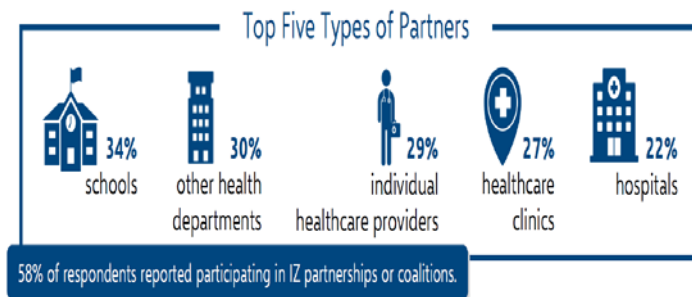 Top Five Types of Partners
34%
schools
30%
other health
departments
29%
individual
healthcare providers
27%
healthcare
clinics
22%
hospitals
58% of respondents reported participating in IZ partnerships or coalitions.